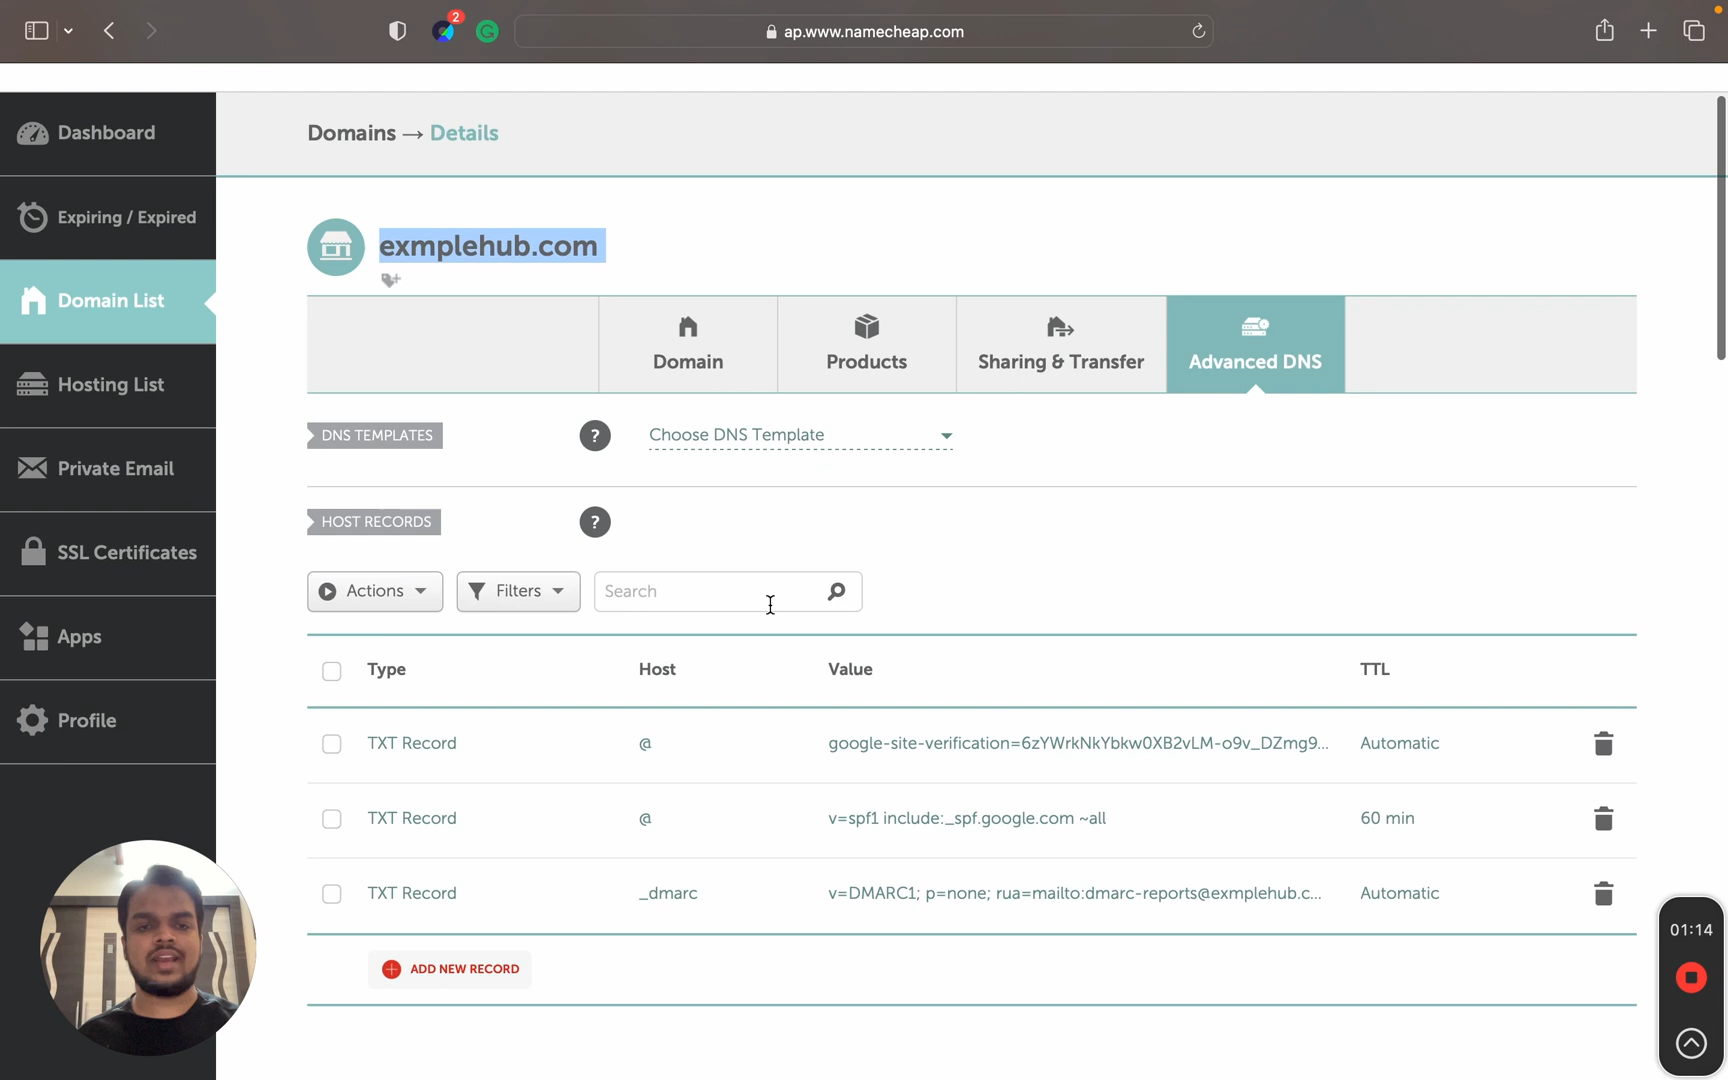 2
ap.www.namecheap.com
Dashboard
Expiring / Expired
Domain List
Hosting List
Private Email
SSL Certificates
Apps
Profile
Domains → Details
exmplehub.com
Domain
Products
Sharing & Transfer
Advanced DNS
DNS TEMPLATES
?
Choose DNS Template
HOST RECORDS
?
Actions
Filters
Search
Type Host Value TTL
TXT Record @ google-site-verification=6zYWrkNkYbkw0XB2vLM-o9v_DZmg9... Automatic
TXT Record @ v=spf1 include:_spf.google.com ~all 60 min
TXT Record _dmarc v=DMARC1; p=none; rua=mailto:dmarc-reports@exmplehub.c... Automatic
ADD NEW RECORD
01:14